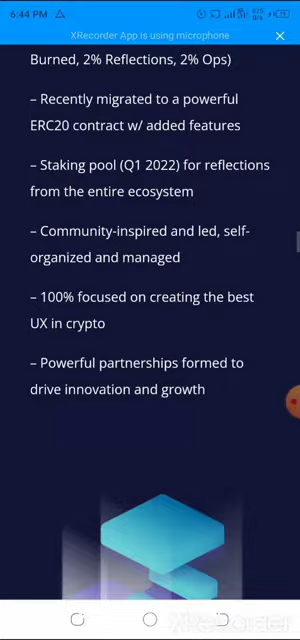 6:44 PM
XRecorder App is using microphone
Burned, 2% Reflections, 2% Ops)
– Recently migrated to a powerful
ERC20 contract w/ added features
– Staking pool (Q1 2022) for reflections
from the entire ecosystem
– Community-inspired and led, self-
organized and managed
– 100% focused on creating the best
UX in crypto
– Powerful partnerships formed to
drive innovation and growth
XRecorder